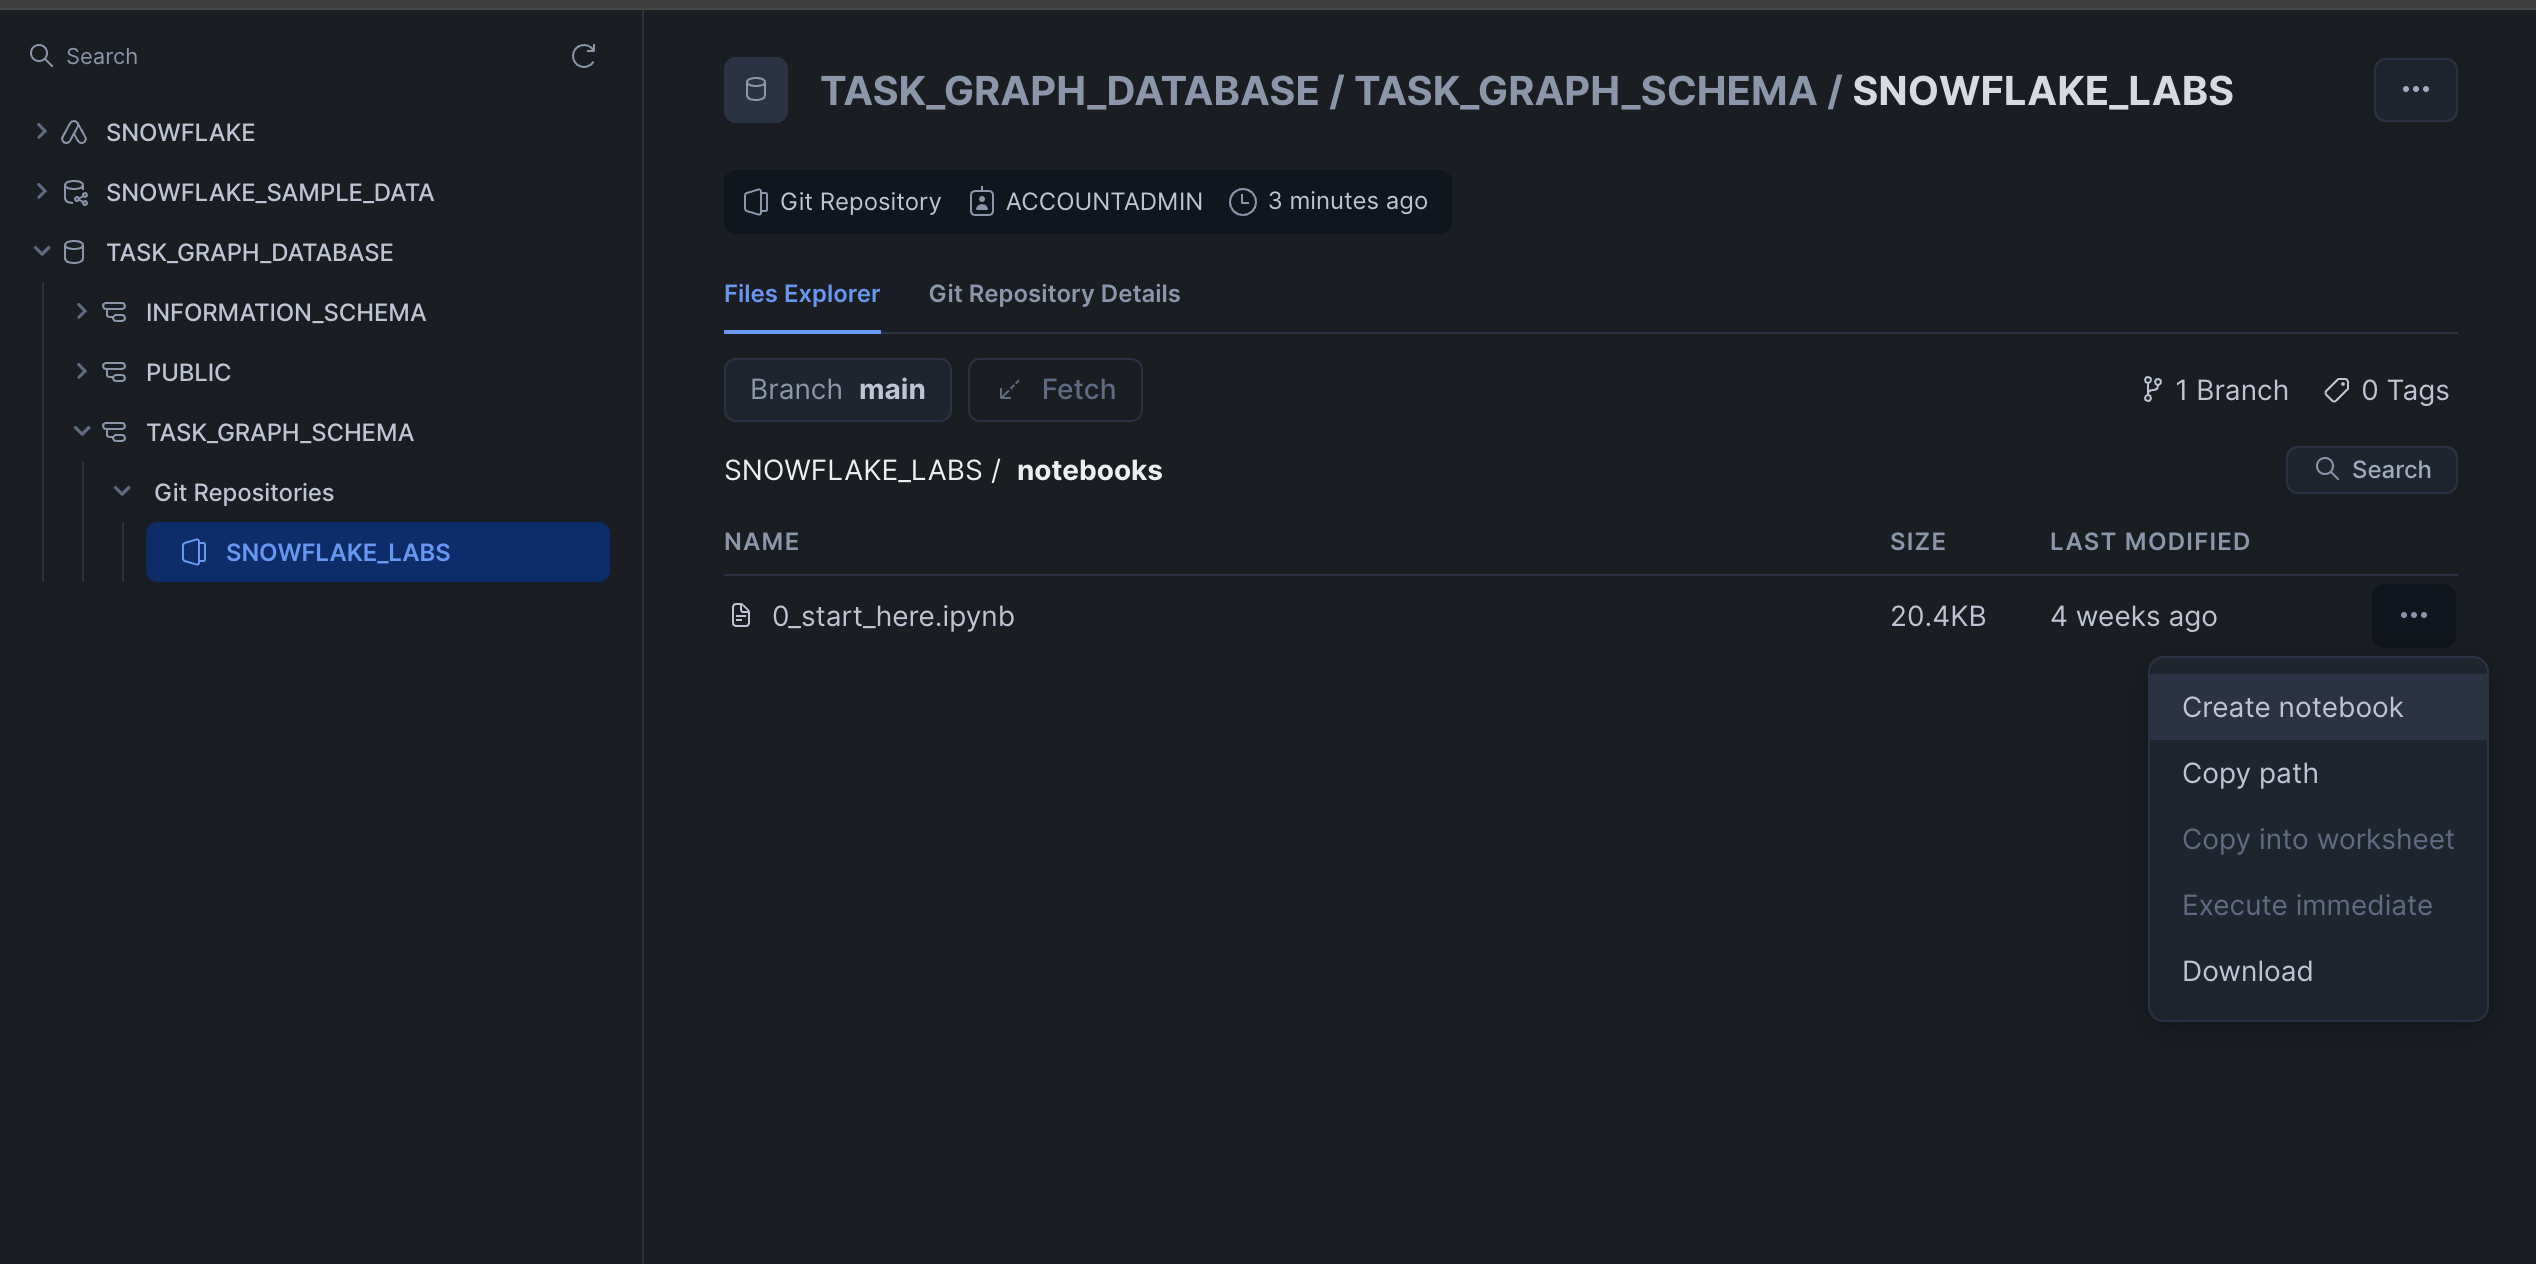 Search
SNOWFLAKE
SNOWFLAKE_SAMPLE_DATA
TASK_GRAPH_DATABASE
INFORMATION_SCHEMA
PUBLIC
TASK_GRAPH_SCHEMA
Git Repositories
SNOWFLAKE_LABS
TASK_GRAPH_DATABASE / TASK_GRAPH_SCHEMA / SNOWFLAKE_LABS
Git Repository ACCOUNTADMIN 3 minutes ago
Files Explorer Git Repository Details
Branch main Fetch 1 Branch 0 Tags
SNOWFLAKE_LABS / notebooks Search
NAME SIZE LAST MODIFIED
0_start_here.ipynb 20.4KB 4 weeks ago
Create notebook
Copy path
Copy into worksheet
Execute immediate
Download